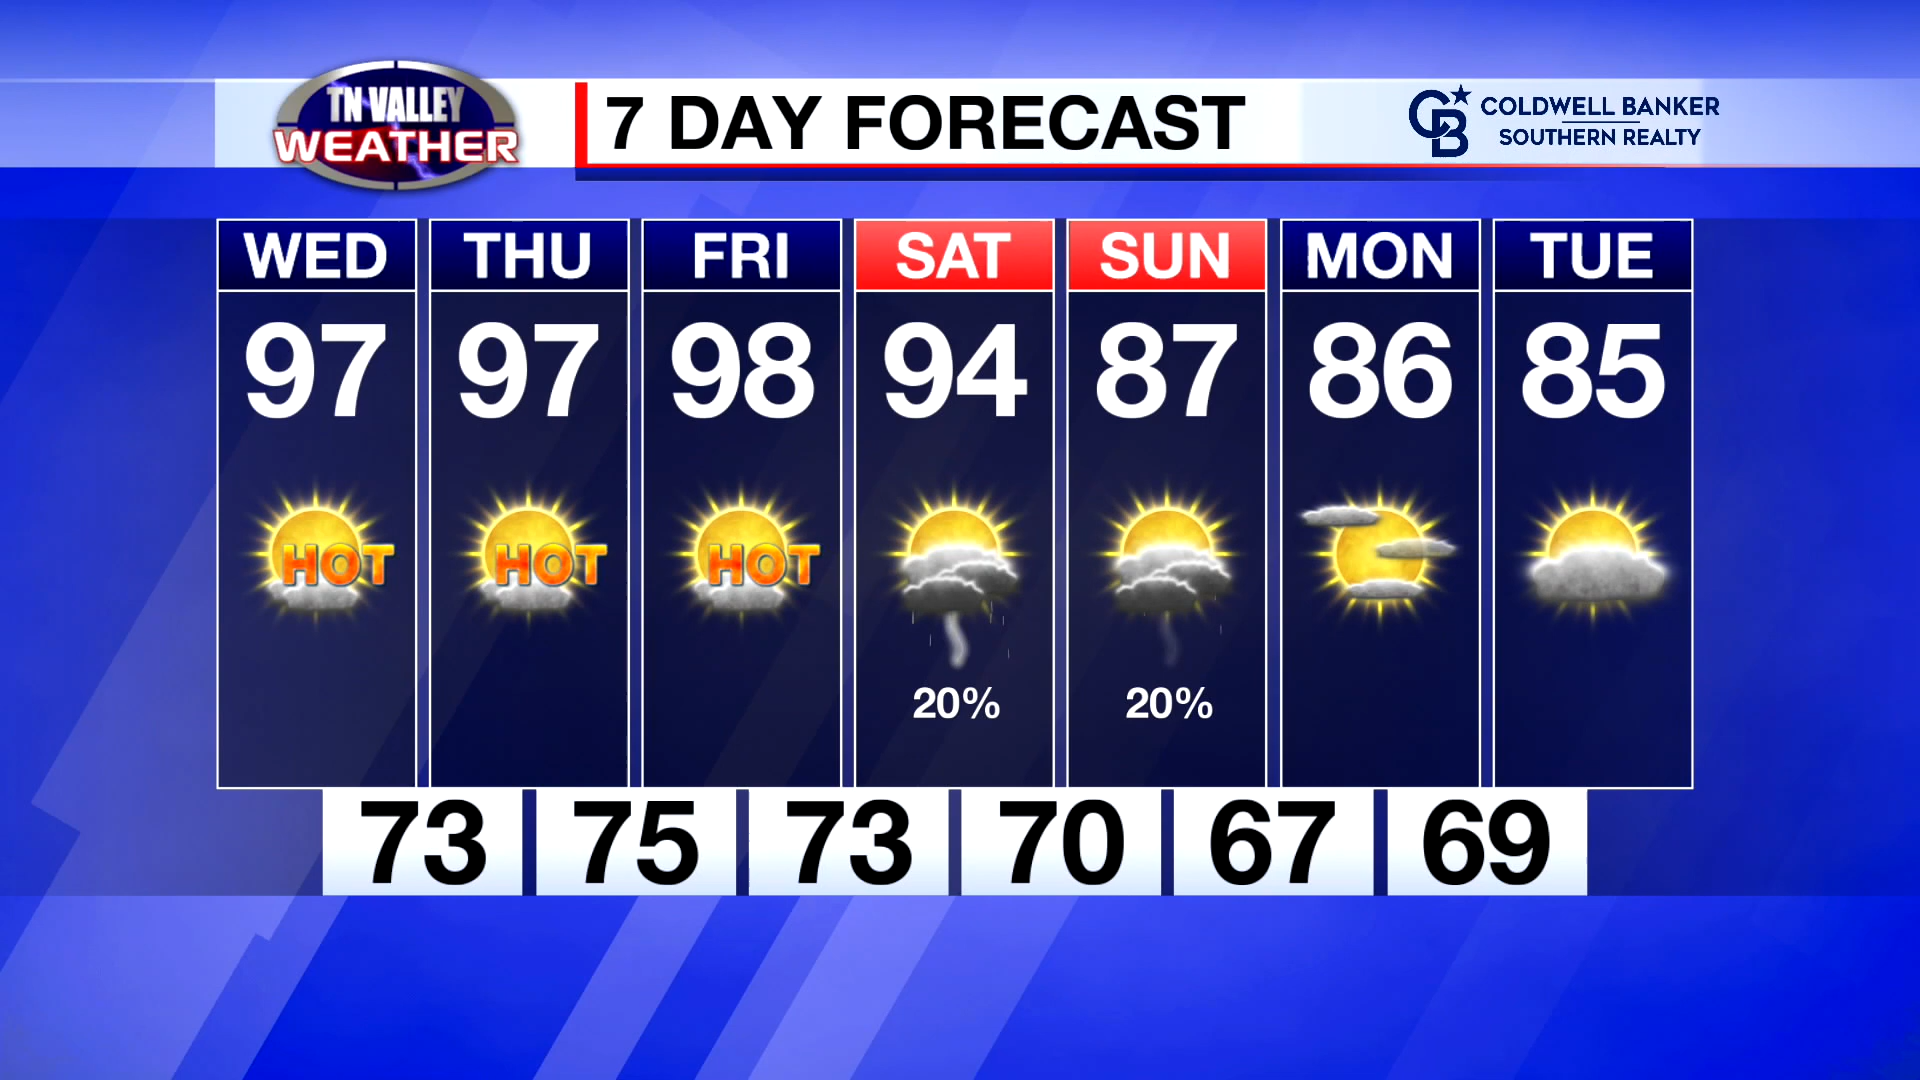 TN VALLEY
WEATHER
7 DAY FORECAST
COLDWELL BANKER
SOUTHERN REALTY
CB
WED THU FRI SAT SUN MON TUE
97 97 98 94 87 86 85
HOT HOT HOT
20% 20%
73 75 73 70 67 69